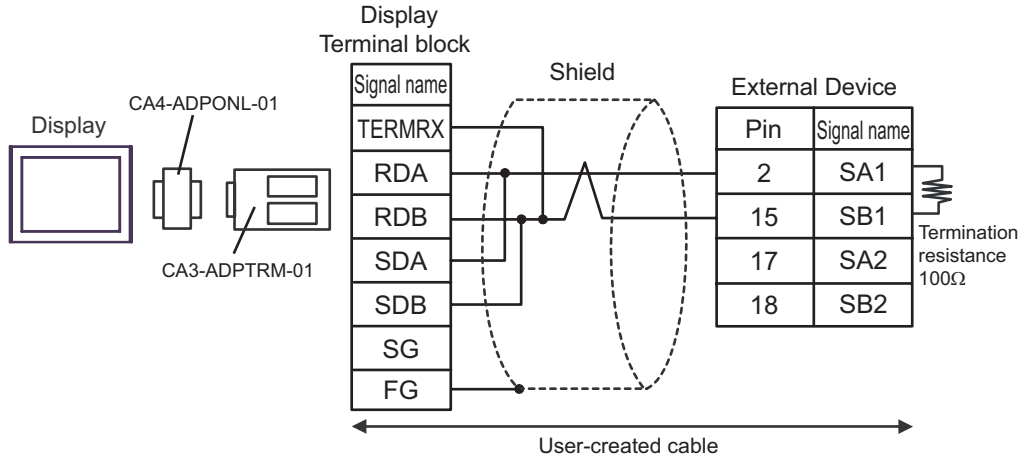 Display
Terminal block
Signal name
TERMRX
RDA
RDB
SDA
SDB
SG
FG
Shield
External Device
Pin Signal name
2 SA1
15 SB1
17 SA2
18 SB2
Termination
resistance
100Ω
Display
CA4-ADPONL-01
CA3-ADPTRM-01
User-created cable